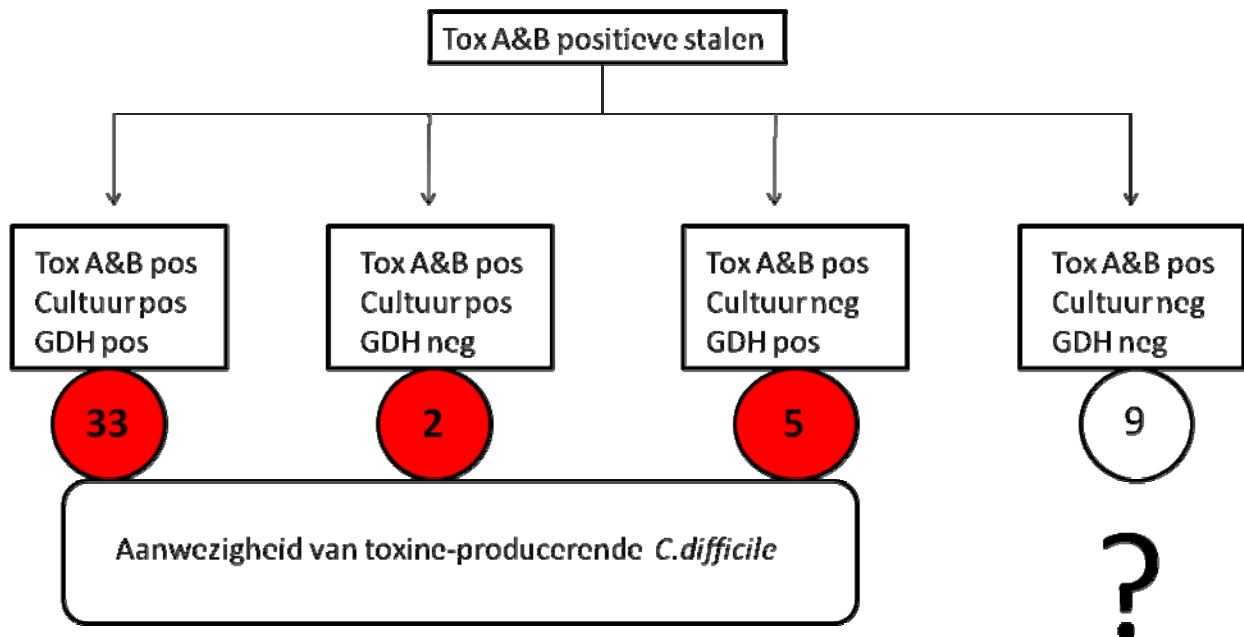 Tox A&B positieve stalen
Tox A&B pos
Cultuur pos
GDH pos
Tox A&B pos
Cultuur pos
GDH neg
Tox A&B pos
Cultuur neg
GDH pos
Tox A&B pos
Cultuur neg
GDH neg
33
2
5
9
Aanwezigheid van toxine-producerende C.difficile
?